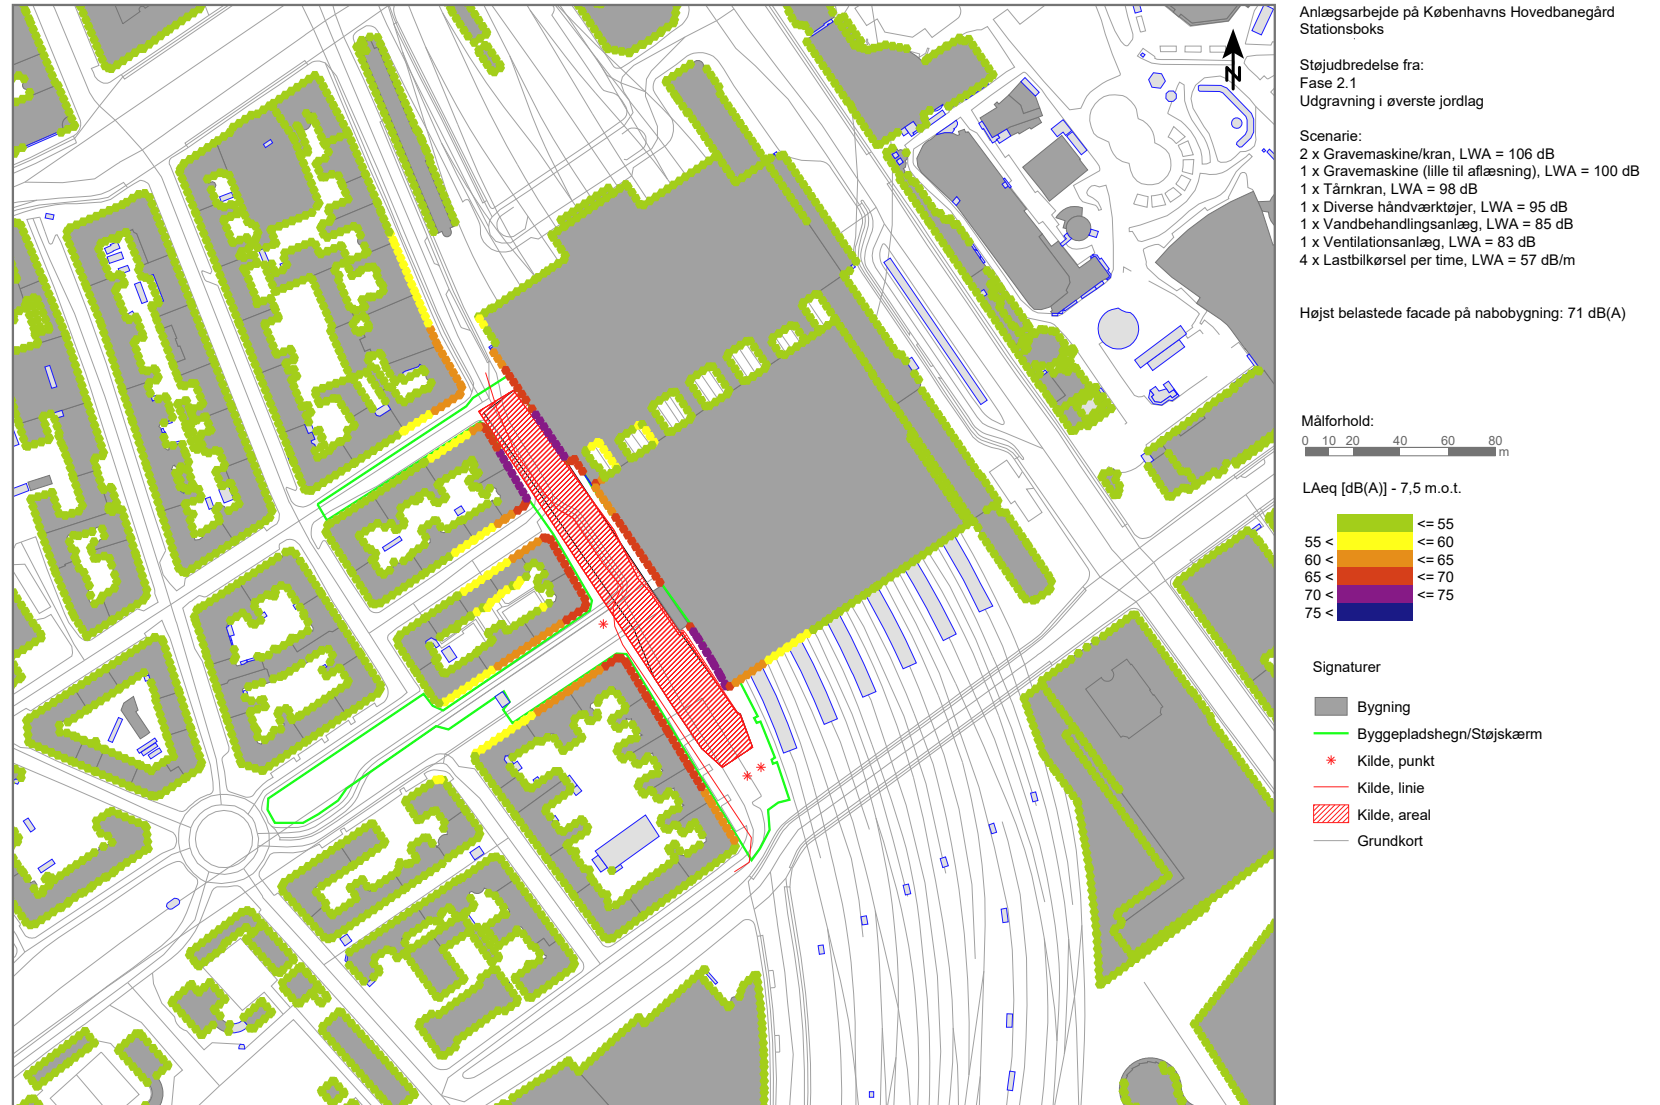 Anlægsarbejde på Københavns Hovedbanegård
Stationsboks
Støjudbredelse fra:
Fase 2.1
Udgravning i øverste jordlag
Scenarie:
2 x Gravemaskine/kran, LWA = 106 dB
1 x Gravemaskine (lille til aflæsning), LWA = 100 dB
1 x Tårnkran, LWA = 98 dB
1 x Diverse håndværktøjer, LWA = 95 dB
1 x Vandbehandlingsanlæg, LWA = 85 dB
1 x Ventilationsanlæg, LWA = 83 dB
4 x Lastbilkørsel per time, LWA = 57 dB/m
Højst belastede facade på nabobygning: 71 dB(A)
N
Målforhold:
0 10 20 40 60 80
m
LAeq [dB(A)] - 7,5 m.o.t.
<= 55
55 < <= 60
60 < <= 65
65 < <= 70
70 < <= 75
75 <
Signaturer
Bygning
Byggepladshegn/Støjskærm
Kilde, punkt
Kilde, linie
Kilde, areal
Grundkort